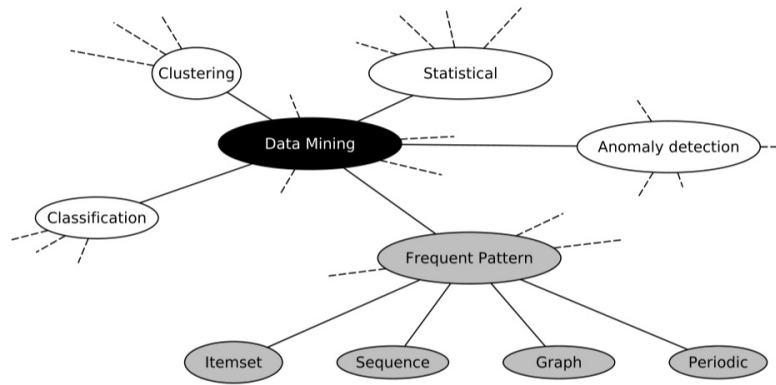 Clustering
Statistical
Data Mining
Anomaly detection
Classification
Frequent Pattern
Itemset
Sequence
Graph
Periodic